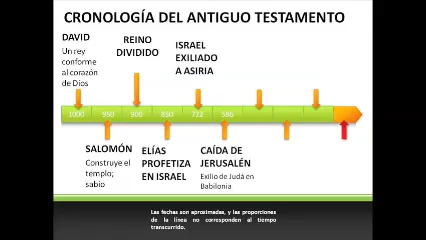 CRONOLOGÍA DEL ANTIGUO TESTAMENTO
DAVID
Un rey
conforme
al corazón
de Dios
REINO
DIVIDIDO
ISRAEL
EXILIADO
A ASIRIA
1000 950 900 850 722 586
SALOMÓN
Construye el
templo;
sabio
ELÍAS
PROFETIZA
EN ISRAEL
CAÍDA DE
JERUSALÉN
Exilio de Judá en
Babilonia
Las fechas son aproximadas, y las proporciones
de la línea no corresponden al tiempo
transcurrido.